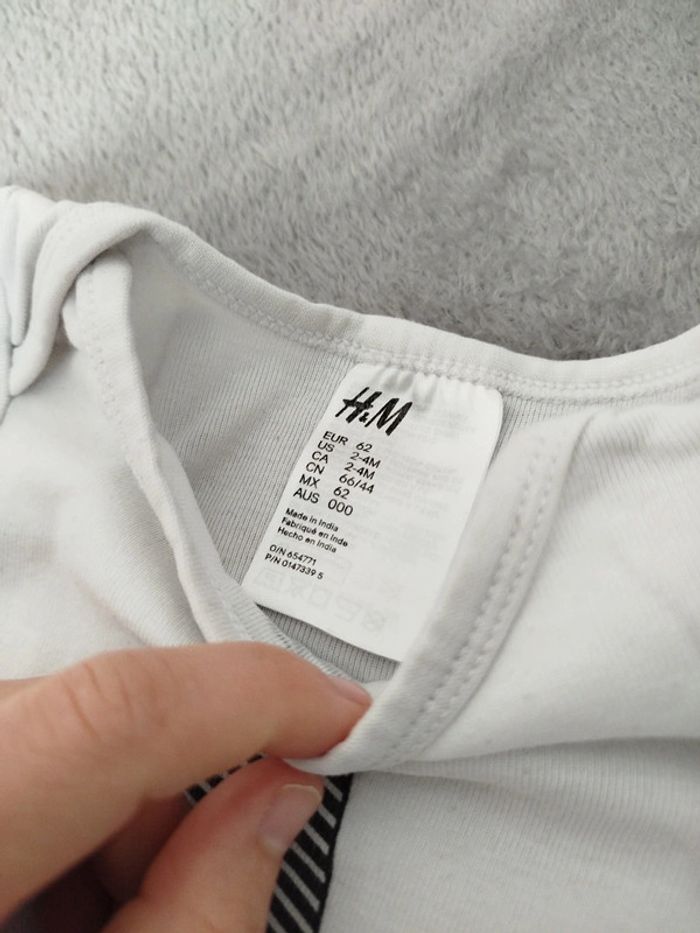 H&M
EUR 62
US 2-4M
CA 2-4M
CN 66/44
MX 62
AUS 000
Made in India
Fabriqué en Inde
Hecho en India
O/N 654771
P/N 0147339 5